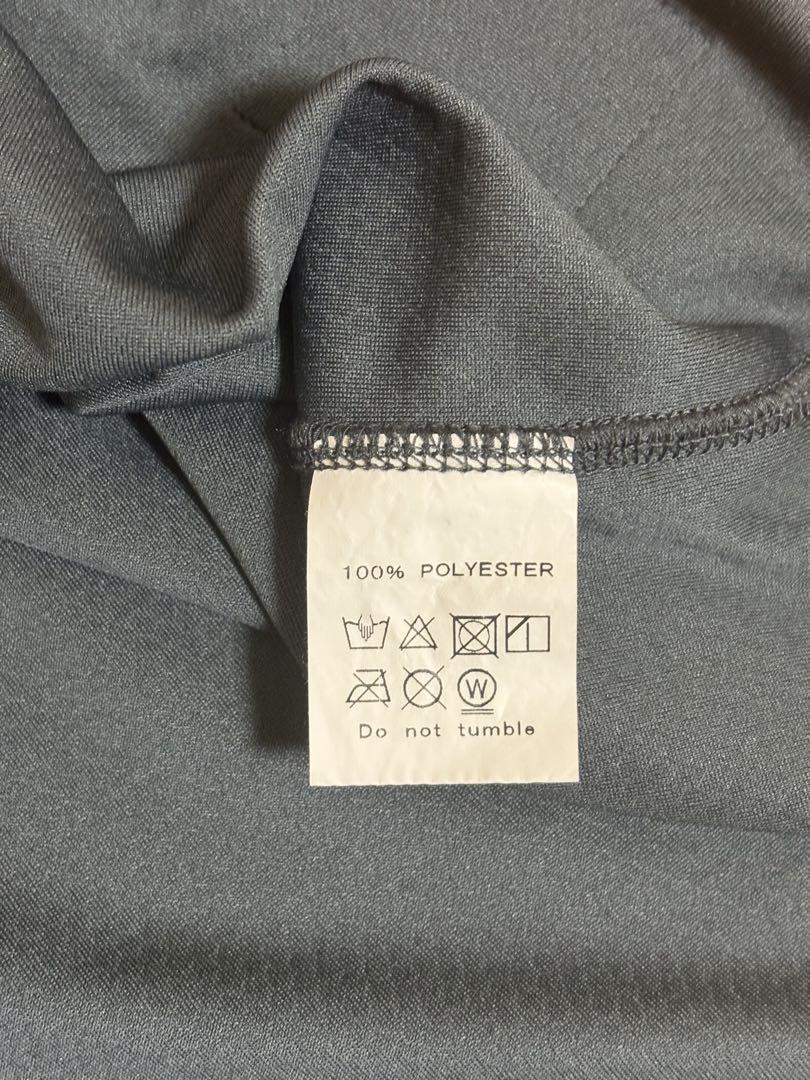 100% POLYESTER
W
Do not tumble